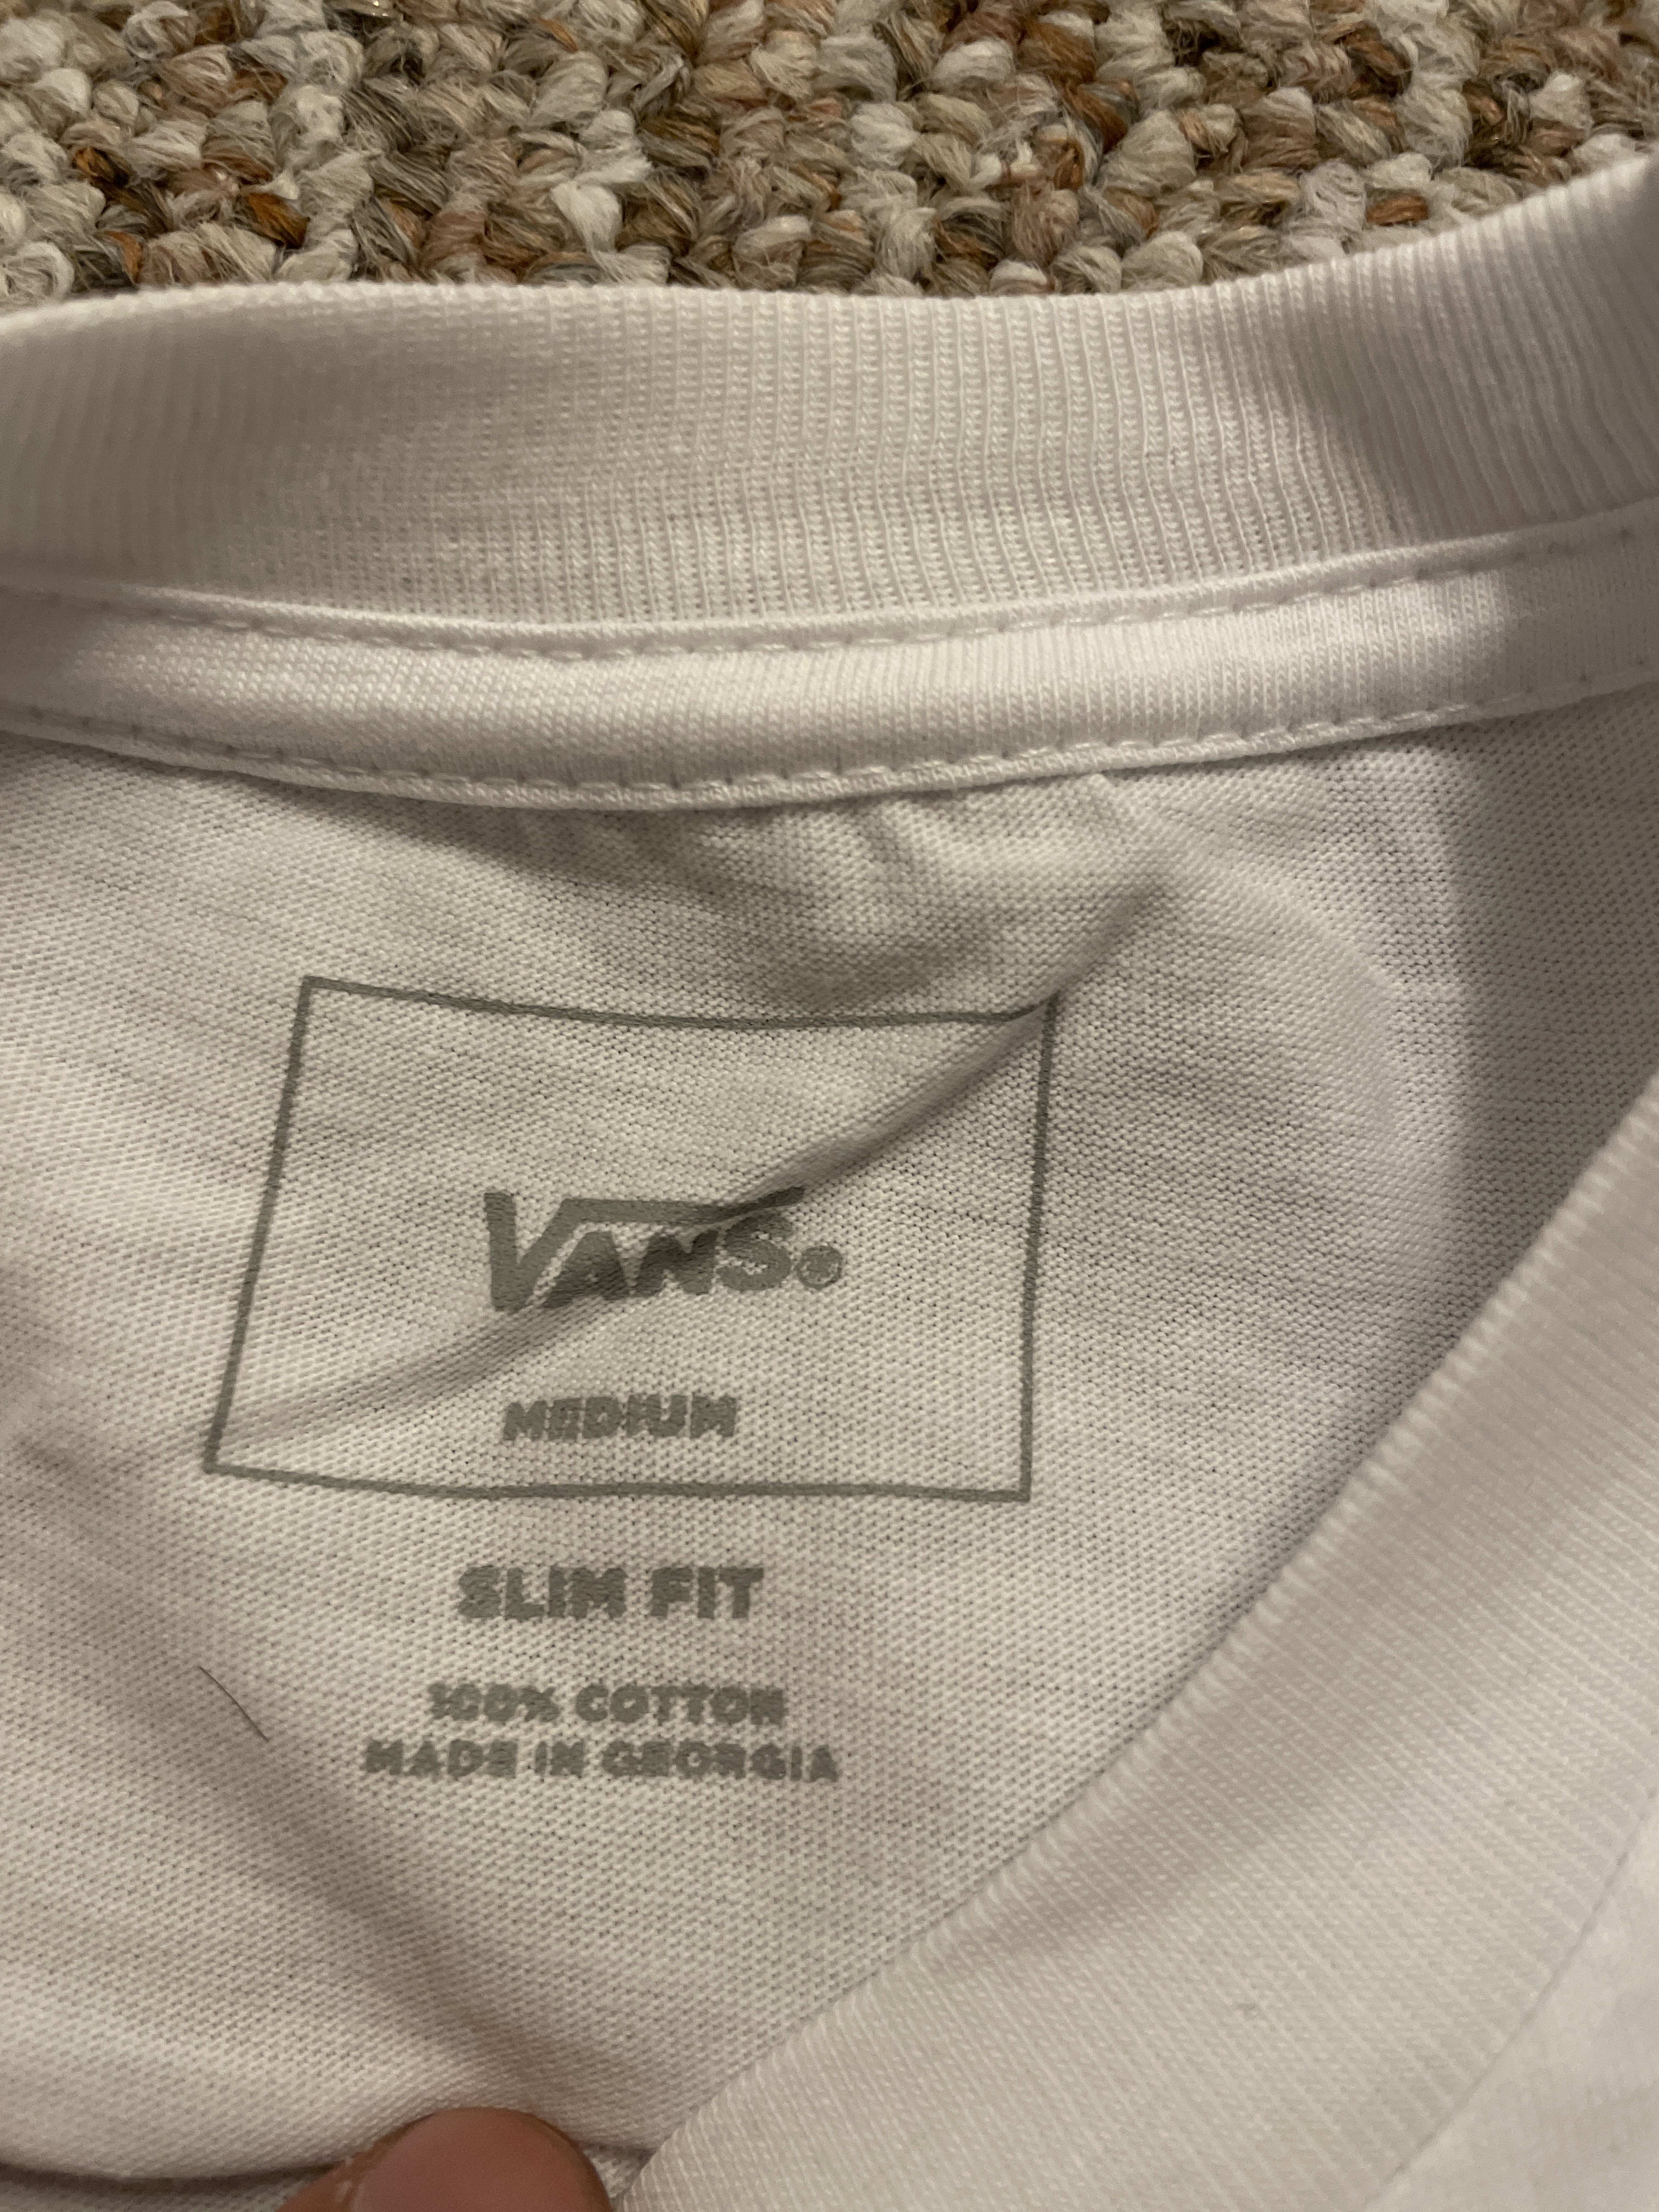 VANS.
MEDIUM
SLIM FIT
100% COTTON
MADE IN GEORGIA